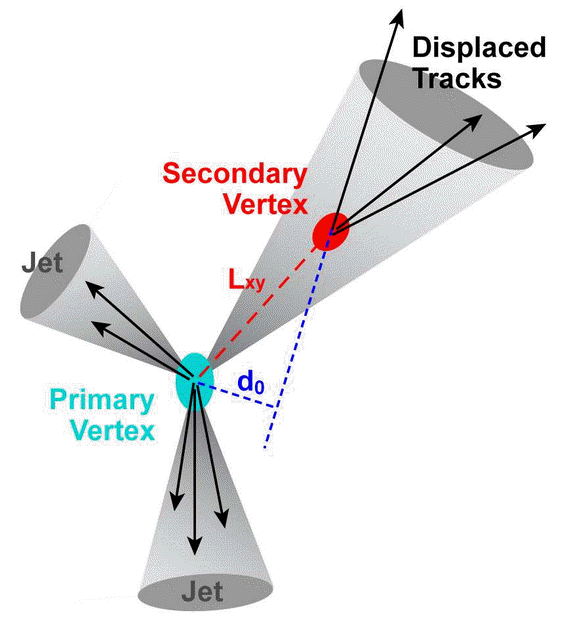 Displaced
Tracks
Secondary
Vertex
Jet
Lxy
d0
Primary
Vertex
Jet